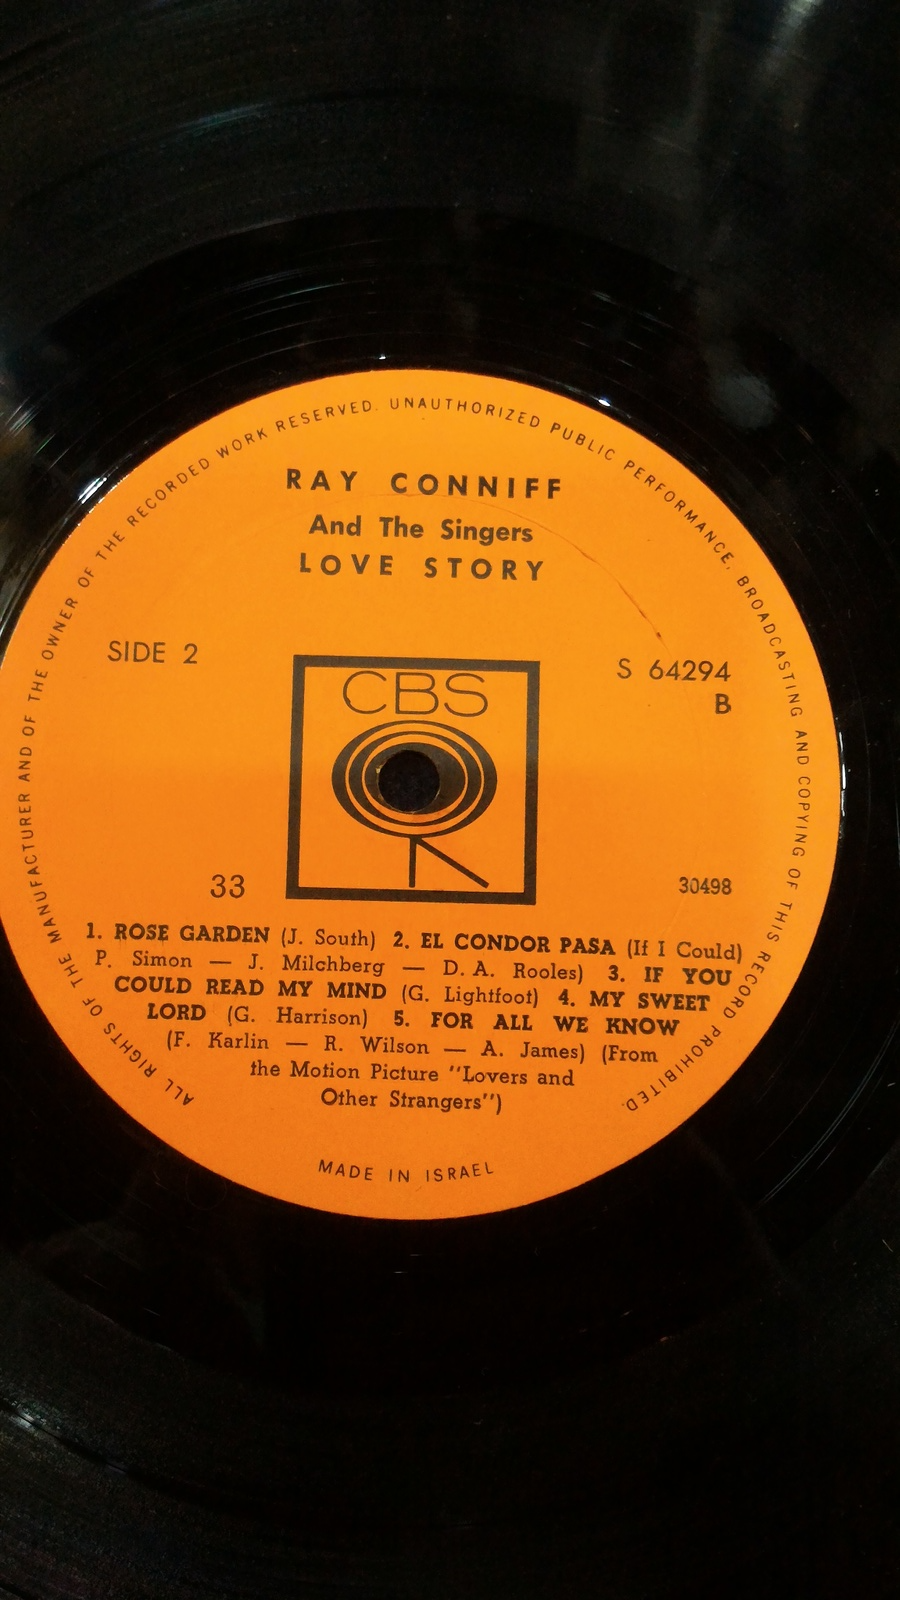 ALL RIGHTS OF THE MANUFACTURER AND OF THE OWNER OF THE RECORDED WORK RESERVED. UNAUTHORIZED PUBLIC PERFORMANCE, BROADCASTING AND COPYING OF THIS RECORD PROHIBITED.
RAY CONNIFF
And The Singers
LOVE STORY
SIDE 2
S 64294
B
CBS
33
30498
1. ROSE GARDEN (J. South) 2. EL CONDOR PASA (If I Could)
P. Simon — J. Milchberg — D. A. Rooles) 3. IF YOU
COULD READ MY MIND (G. Lightfoot) 4. MY SWEET
LORD (G. Harrison) 5. FOR ALL WE KNOW
(F. Karlin — R. Wilson — A. James) (From
the Motion Picture "Lovers and
Other Strangers")
MADE IN ISRAEL